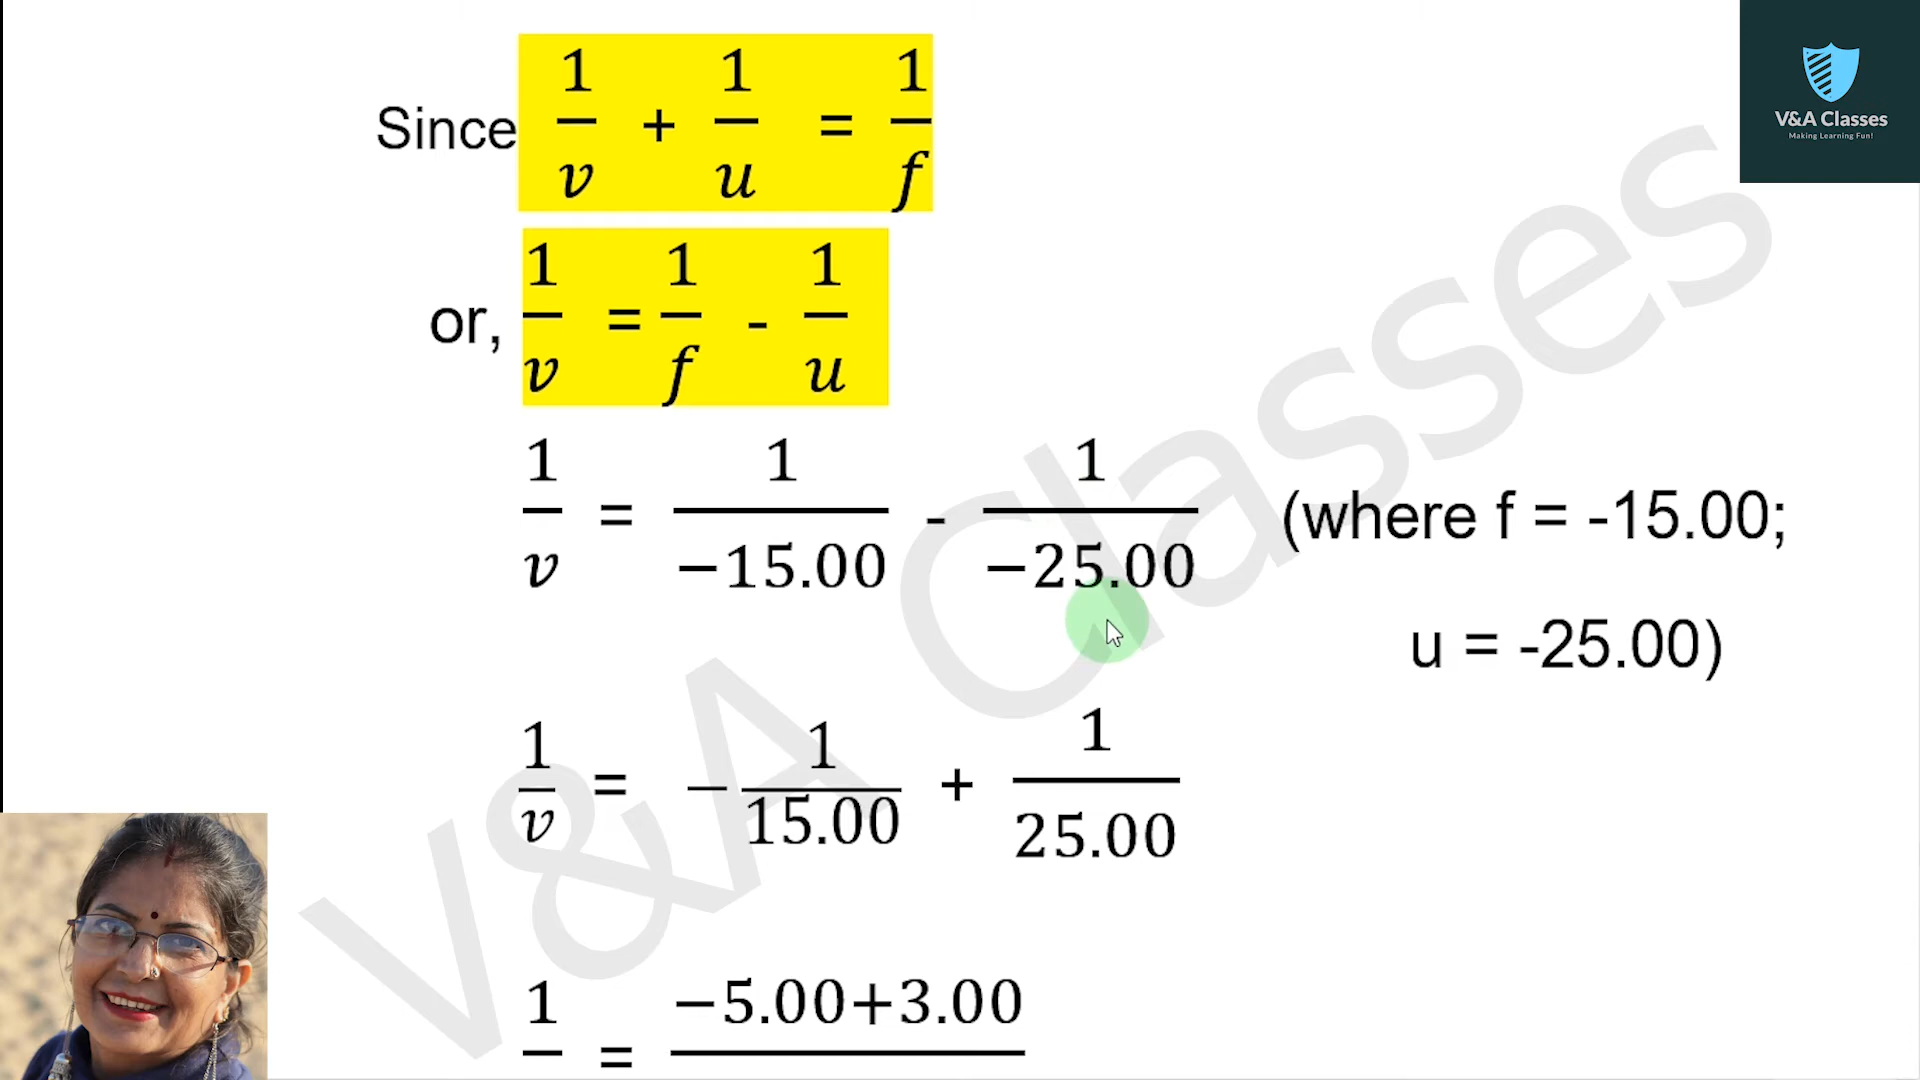 V&A Classes
Making Learning Fun!
Since 1/v + 1/u = 1/f
or, 1/v = 1/f - 1/u
1/v = 1/−15.00 - 1/−25.00 (where f = -15.00;
u = -25.00)
1/v = −1/15.00 + 1/25.00
1 = −5.00+3.00
V&A Classes